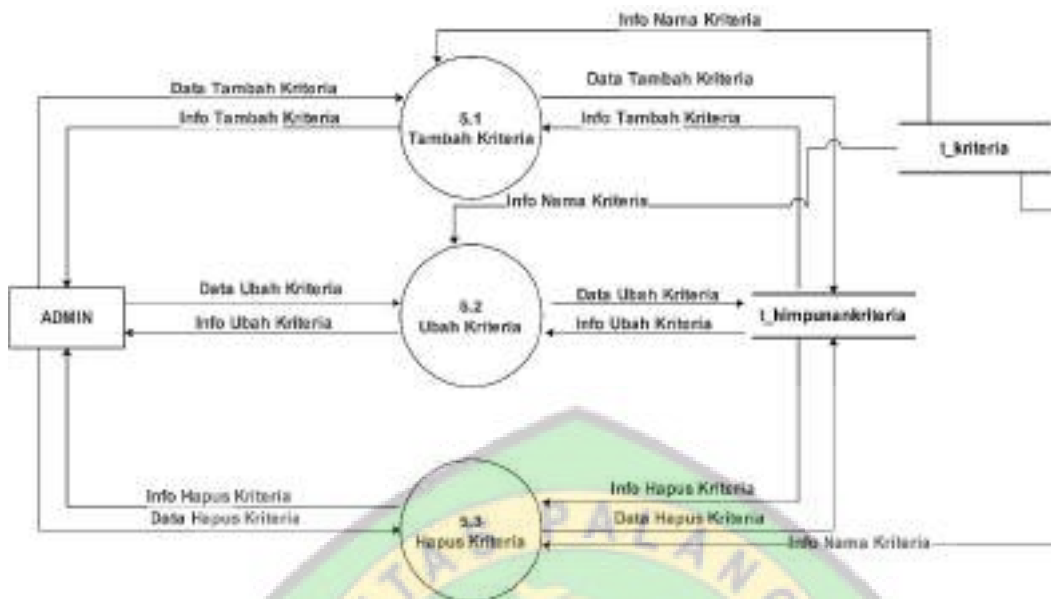 Info Nama Kriteria
Data Tambah Kriteria
Data Tambah Kriteria
Info Tambah Kriteria
5.1
Tambah Kriteria
Info Tambah Kriteria
t_kriteria
Info Nama Kriteria
Data Ubah Kriteria
5.2
Ubah Kriteria
Data Ubah Kriteria
ADMIN
Info Ubah Kriteria
Info Ubah Kriteria
t_himpunankriteria
Info Hapus Kriteria
Data Hapus Kriteria
5.3
Hapus Kriteria
Info Hapus Kriteria
Data Hapus Kriteria
Info Nama Kriteria
ITAS PALANG